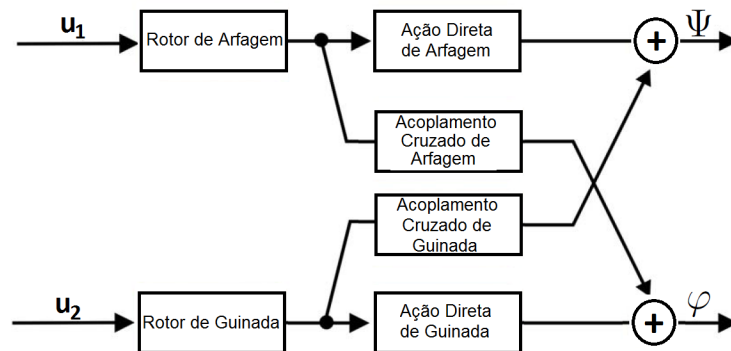 u₁
Rotor de Arfagem
Ação Direta
de Arfagem
+
Ψ
Acoplamento
Cruzado de
Arfagem
Acoplamento
Cruzado de
Guinada
u₂
Rotor de Guinada
Ação Direta
de Guinada
+
φ